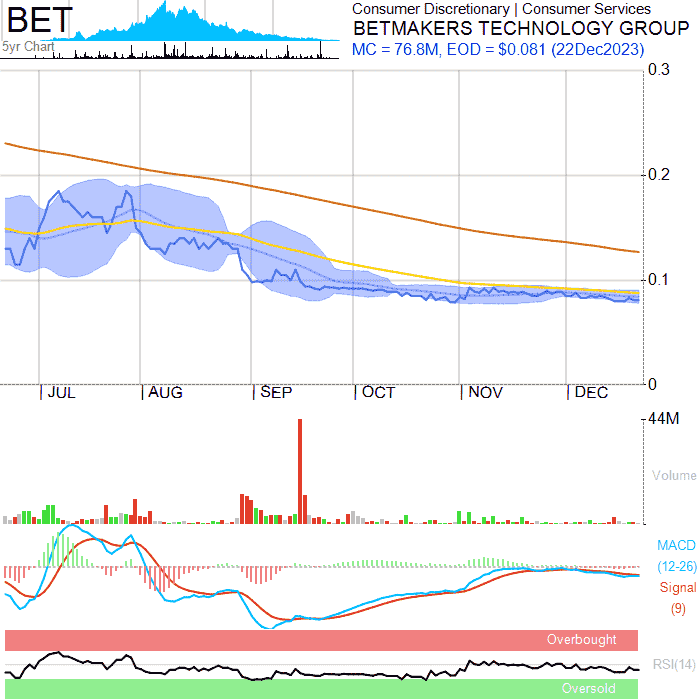 BET
5yr Chart
Consumer Discretionary | Consumer Services
BETMAKERS TECHNOLOGY GROUP
MC = 76.8M, EOD = $0.081 (22Dec2023)
0.3
0.2
0.1
0
| JUL | AUG | SEP | OCT | NOV | DEC
44M
Volume
MACD
(12-26)
Signal
(9)
Overbought
RSI(14)
Oversold